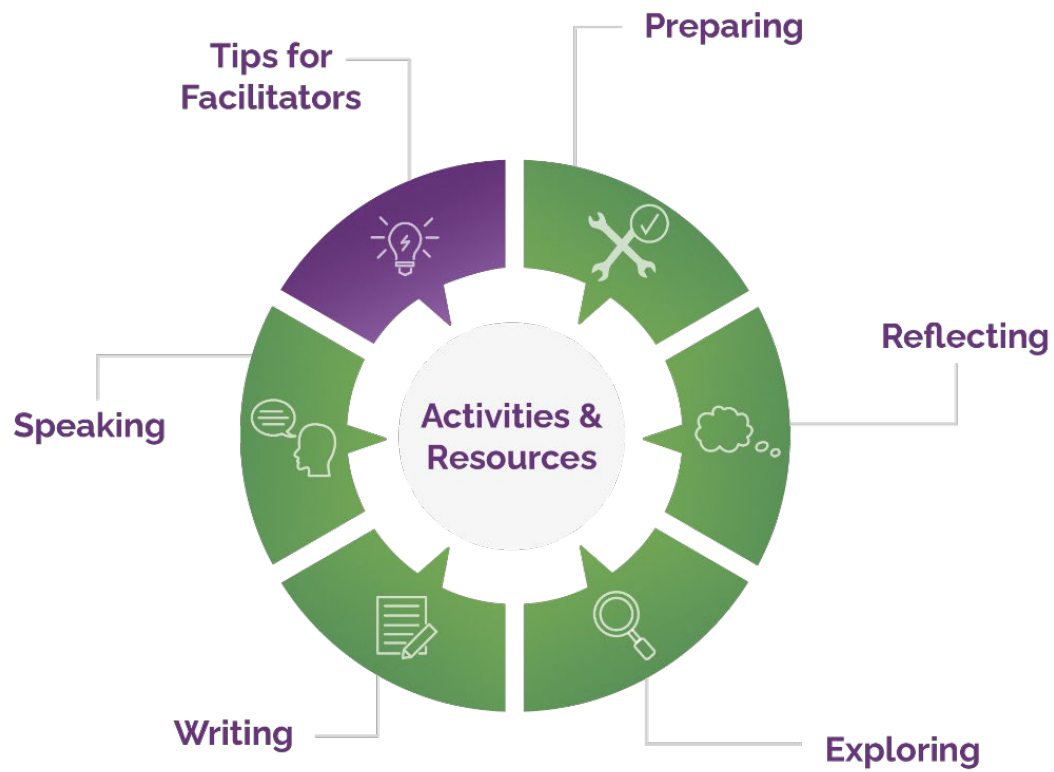 Preparing
Tips for
Facilitators
Reflecting
Activities &
Resources
Speaking
Writing
Exploring